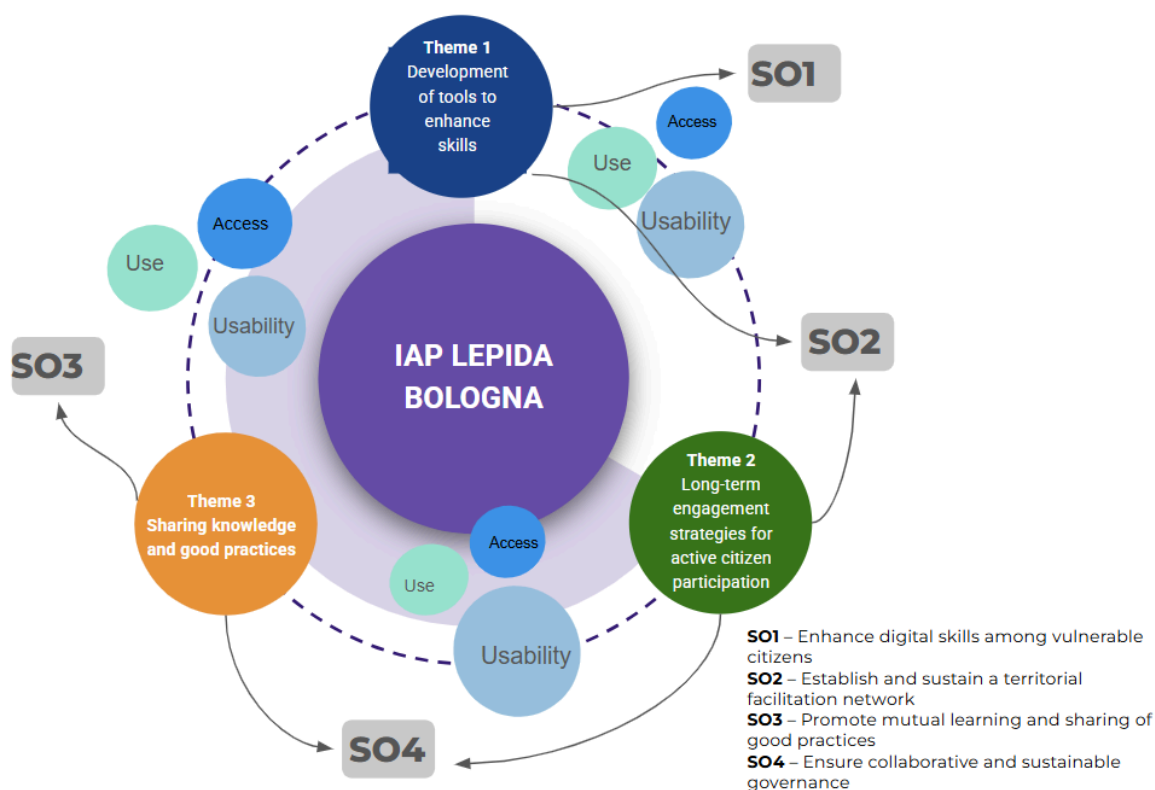 Theme 1
Development
of tools to
enhance
skills
SO1
Access
Use
Usability
Access
Use
Usability
IAP LEPIDA
BOLOGNA
SO2
SO3
Theme 2
Long-term
engagement
strategies for
active citizen
participation
Theme 3
Sharing knowledge
and good practices
Access
Use
Usability
SO4
SO1 – Enhance digital skills among vulnerable
citizens
SO2 – Establish and sustain a territorial
facilitation network
SO3 – Promote mutual learning and sharing of
good practices
SO4 – Ensure collaborative and sustainable
governance